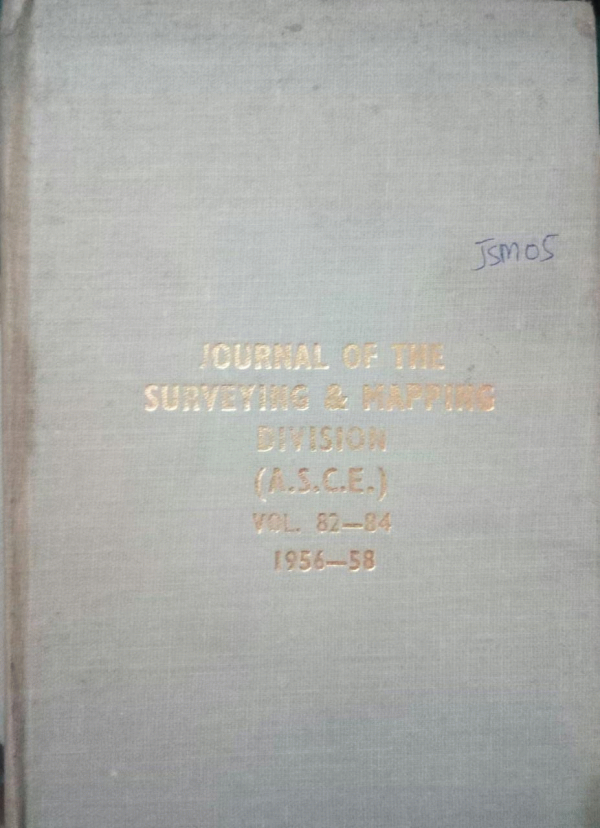 JSM05
JOURNAL OF THE
SURVEYING & MAPPING
DIVISION
(A.S.C.E.)
VOL. 82—84
1956—58